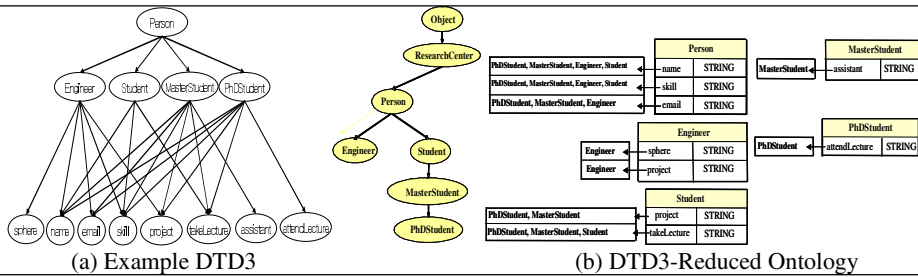 Person
Engineer Student MasterStudent PhDStudent
sphere name email skill project takeLecture assistant attendLecture
(a) Example DTD3
Object
ResearchCenter
Person
Engineer Student
MasterStudent
PhDStudent
Person
PhDStudent, MasterStudent, Engineer, Student name STRING
PhDStudent, MasterStudent, Engineer, Student skill STRING
PhDStudent, MasterStudent, Engineer email STRING
MasterStudent
MasterStudent assistant STRING
Engineer
Engineer sphere STRING
Engineer project STRING
PhDStudent
PhDStudent attendLecture STRING
Student
PhDStudent, MasterStudent project STRING
PhDStudent, MasterStudent, Student takeLecture STRING
(b) DTD3-Reduced Ontology